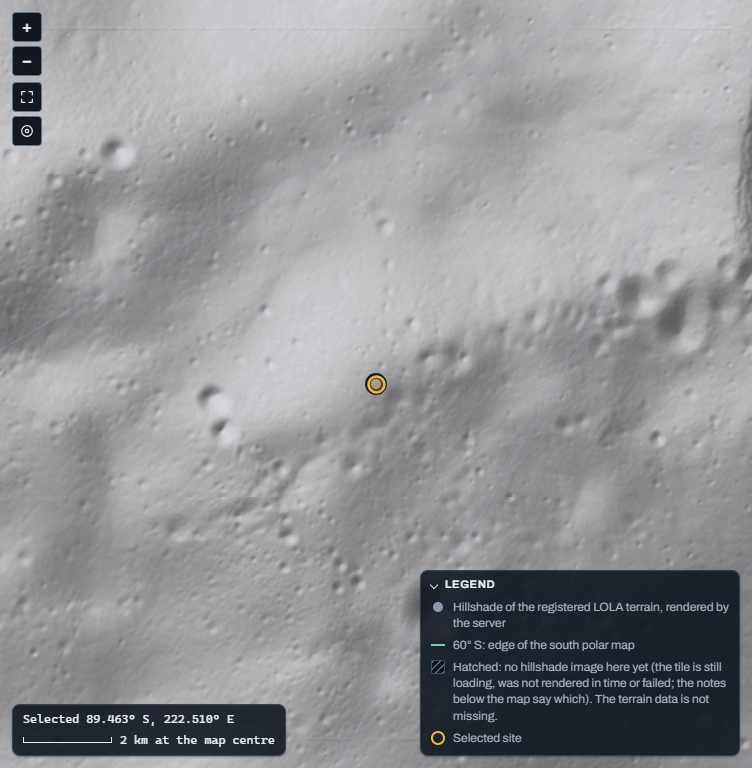 +
−
LEGEND
Hillshade of the registered LOLA terrain, rendered by
the server
60° S: edge of the south polar map
Hatched: no hillshade image here yet (the tile is still
loading, was not rendered in time or failed; the notes
below the map say which). The terrain data is not
missing.
Selected site
Selected 89.463° S, 222.510° E
2 km at the map centre